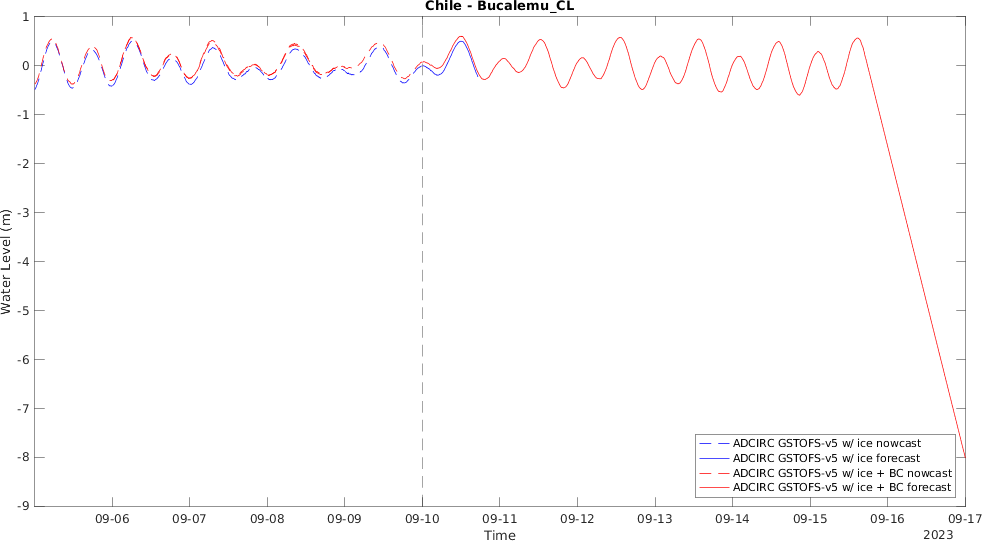 Chile - Bucalemu_CL
1
0
-1
-2
-3
-4
-5
-6
-7
-8
-9
Water Level (m)
ADCIRC GSTOFS-v5 w/ ice nowcast
ADCIRC GSTOFS-v5 w/ ice forecast
ADCIRC GSTOFS-v5 w/ ice + BC nowcast
ADCIRC GSTOFS-v5 w/ ice + BC forecast
09-06 09-07 09-08 09-09 09-10 09-11 09-12 09-13 09-14 09-15 09-16 09-17
Time
2023